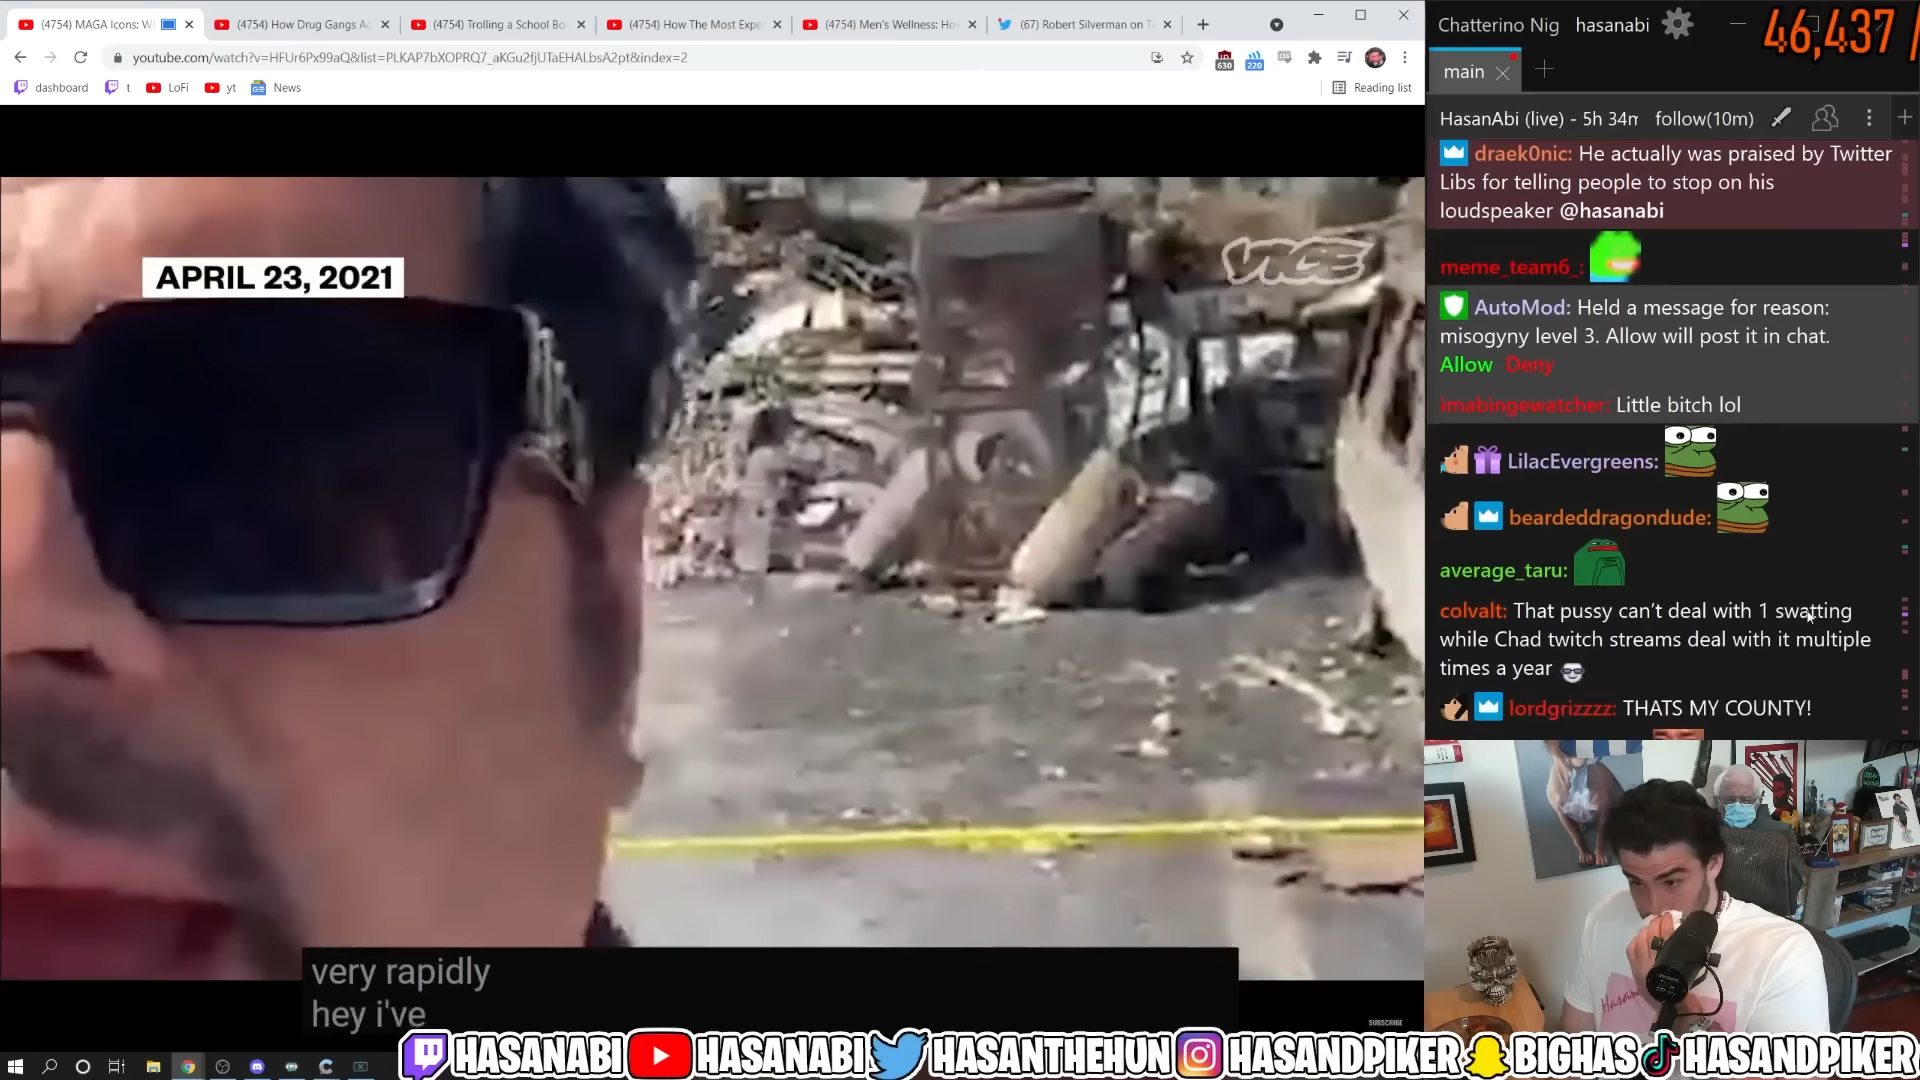 (4754) MAGA Icons: W
(4754) How Drug Gangs Ac
(4754) Trolling a School Bo
(4754) How The Most Expe
(4754) Men's Wellness: Ho
(67) Robert Silverman on T
youtube.com/watch?v=HFUr6Px99aQ&list=PLKAP7bXOPRQ7_aKGu2fjUTaEHALbsA2pt&index=2
630
220
dashboard
t
LoFi
yt
News
Reading list
APRIL 23, 2021
VICE
very rapidly
hey i've
SUBSCRIBE
Chatterino Nig
hasanabi
46,437
main
HasanAbi (live) - 5h 34m
follow(10m)
draek0nic: He actually was praised by Twitter
Libs for telling people to stop on his
loudspeaker @hasanabi
meme_team6_:
AutoMod: Held a message for reason:
misogyny level 3. Allow will post it in chat.
Allow Deny
imabingewatcher: Little bitch lol
LilacEvergreens:
beardeddragondude:
average_taru:
colvalt: That pussy can't deal with 1 swatting
while Chad twitch streams deal with it multiple
times a year
lordgrizzzz: THATS MY COUNTY!
HASANABI
HASANABI
HASANTHEHUN
HASANDPIKER
BIGHAS
HASANDPIKER